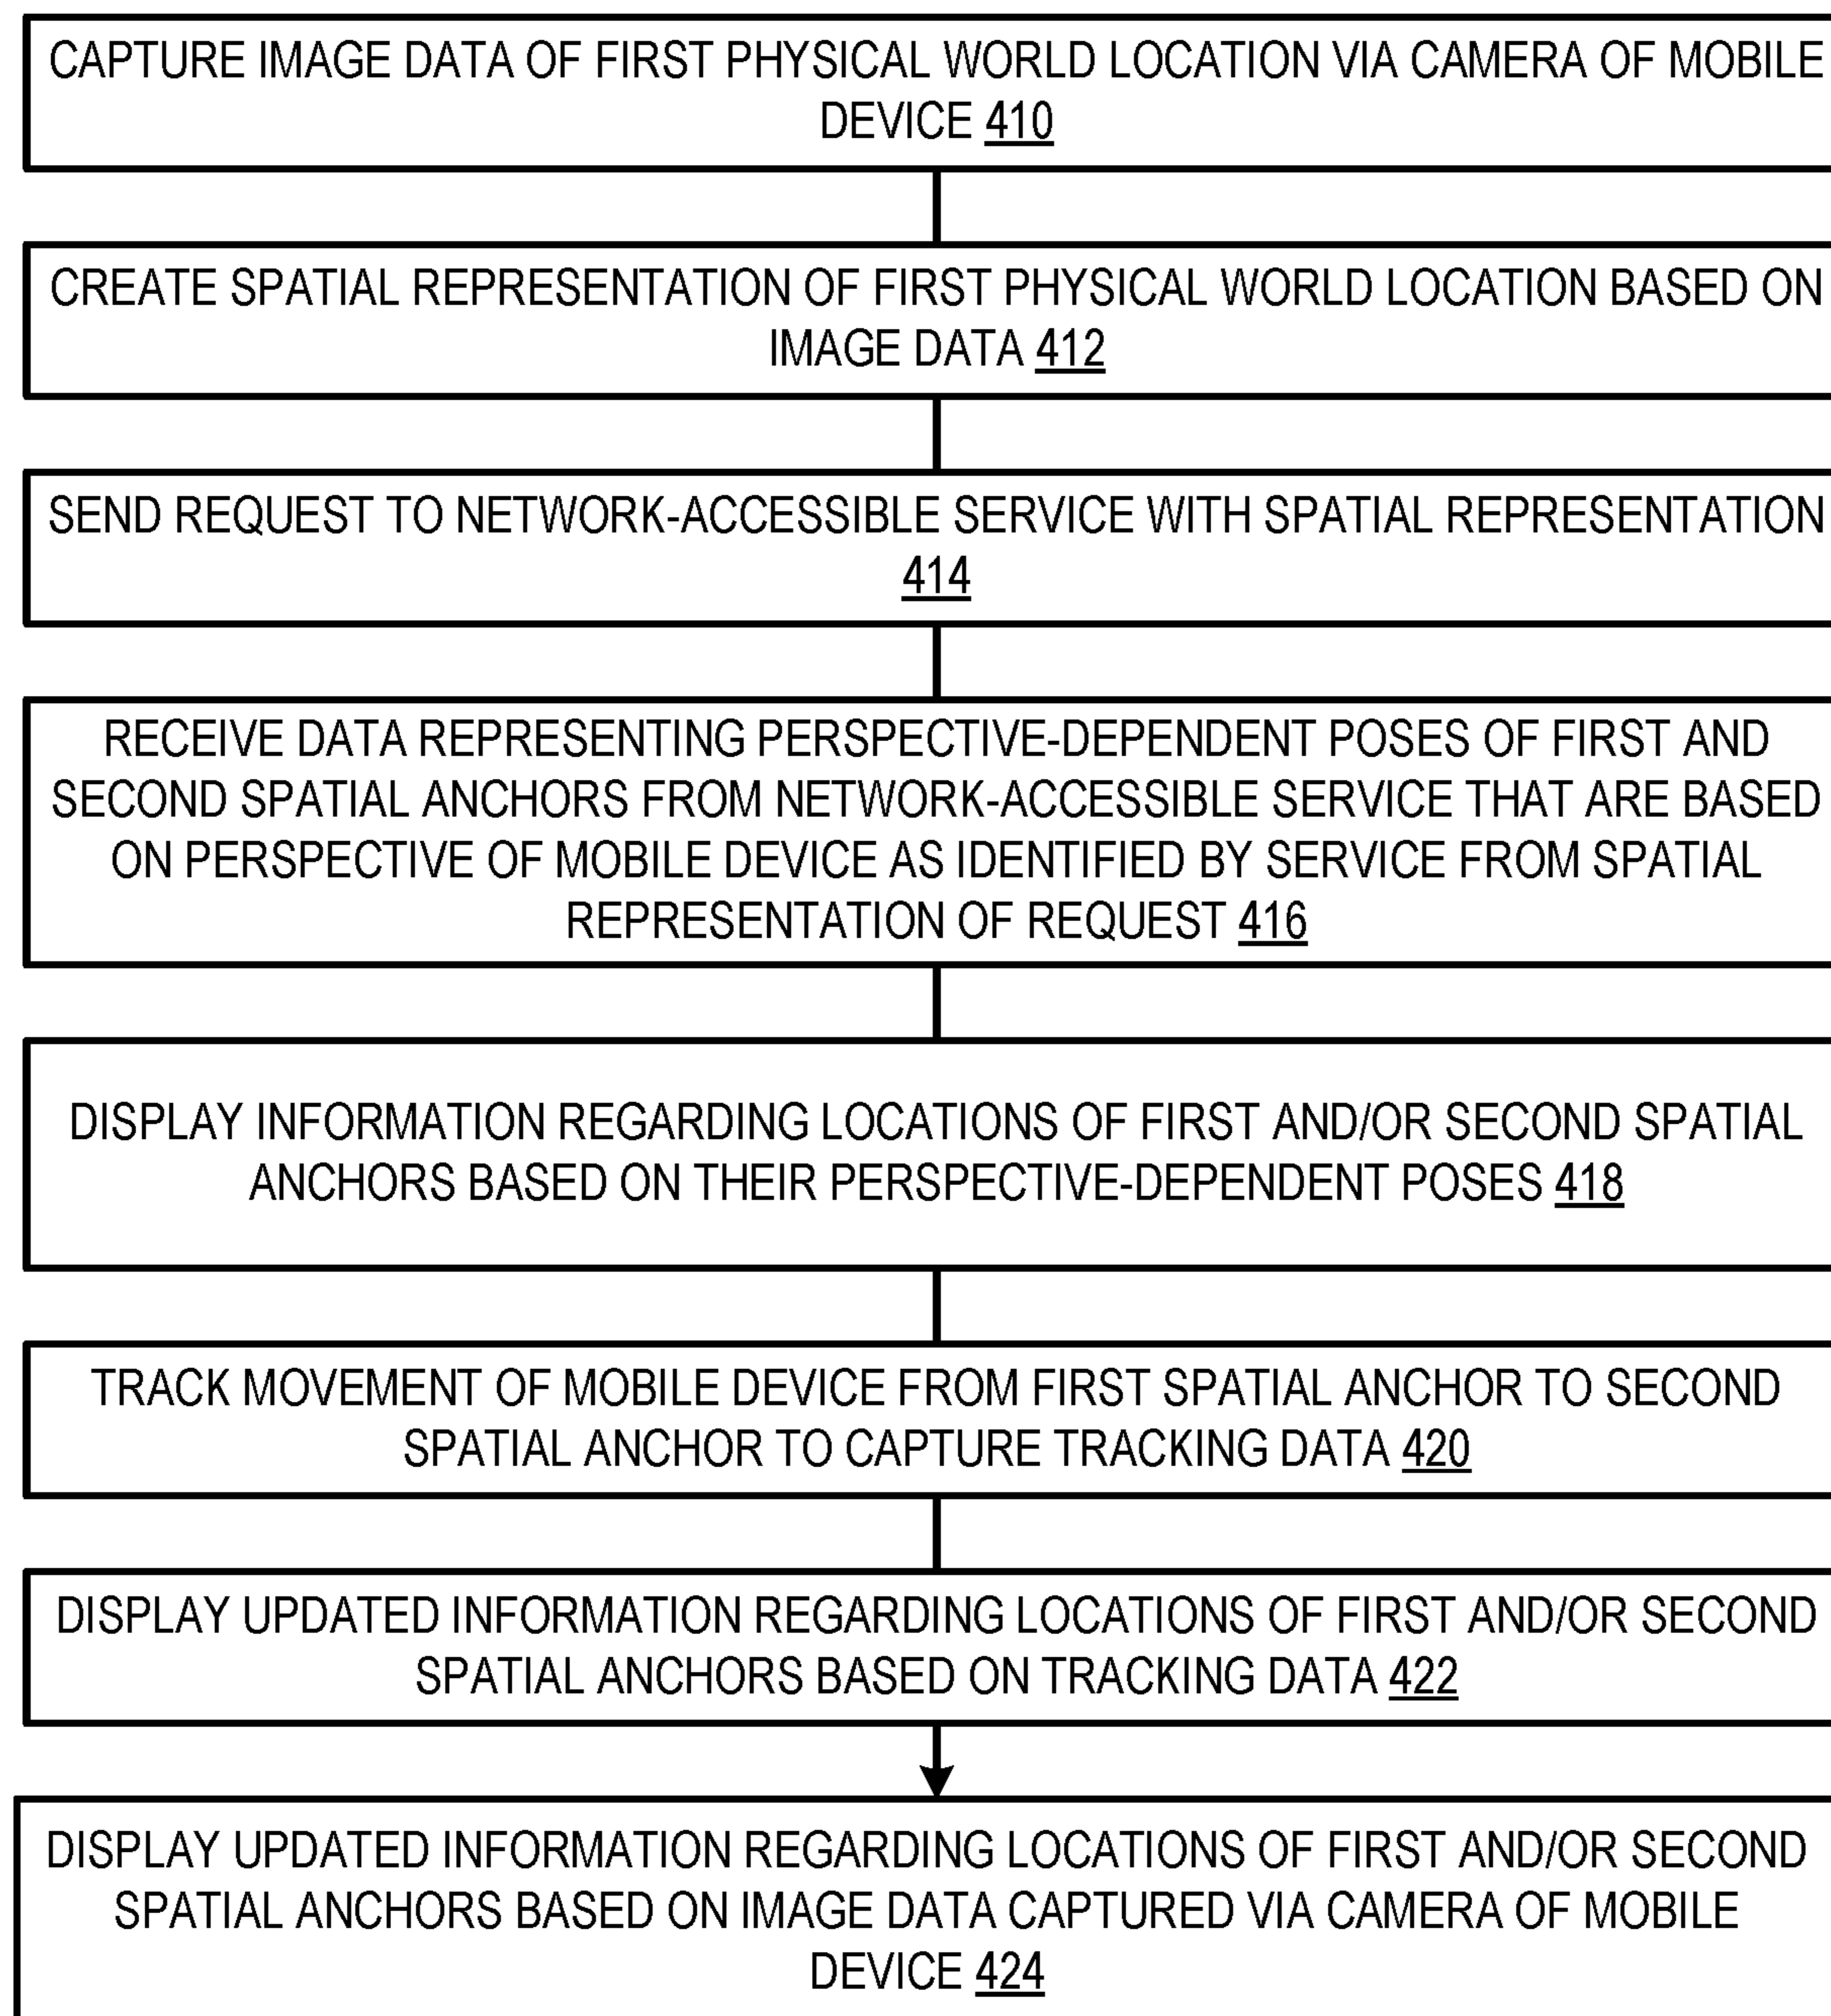 CAPTURE IMAGE DATA OF FIRST PHYSICAL WORLD LOCATION VIA CAMERA OF MOBILE
DEVICE 410
CREATE SPATIAL REPRESENTATION OF FIRST PHYSICAL WORLD LOCATION BASED ON
IMAGE DATA 412
SEND REQUEST TO NETWORK-ACCESSIBLE SERVICE WITH SPATIAL REPRESENTATION
414
RECEIVE DATA REPRESENTING PERSPECTIVE-DEPENDENT POSES OF FIRST AND
SECOND SPATIAL ANCHORS FROM NETWORK-ACCESSIBLE SERVICE THAT ARE BASED
ON PERSPECTIVE OF MOBILE DEVICE AS IDENTIFIED BY SERVICE FROM SPATIAL
REPRESENTATION OF REQUEST 416
DISPLAY INFORMATION REGARDING LOCATIONS OF FIRST AND/OR SECOND SPATIAL
ANCHORS BASED ON THEIR PERSPECTIVE-DEPENDENT POSES 418
TRACK MOVEMENT OF MOBILE DEVICE FROM FIRST SPATIAL ANCHOR TO SECOND
SPATIAL ANCHOR TO CAPTURE TRACKING DATA 420
DISPLAY UPDATED INFORMATION REGARDING LOCATIONS OF FIRST AND/OR SECOND
SPATIAL ANCHORS BASED ON TRACKING DATA 422
DISPLAY UPDATED INFORMATION REGARDING LOCATIONS OF FIRST AND/OR SECOND
SPATIAL ANCHORS BASED ON IMAGE DATA CAPTURED VIA CAMERA OF MOBILE
DEVICE 424